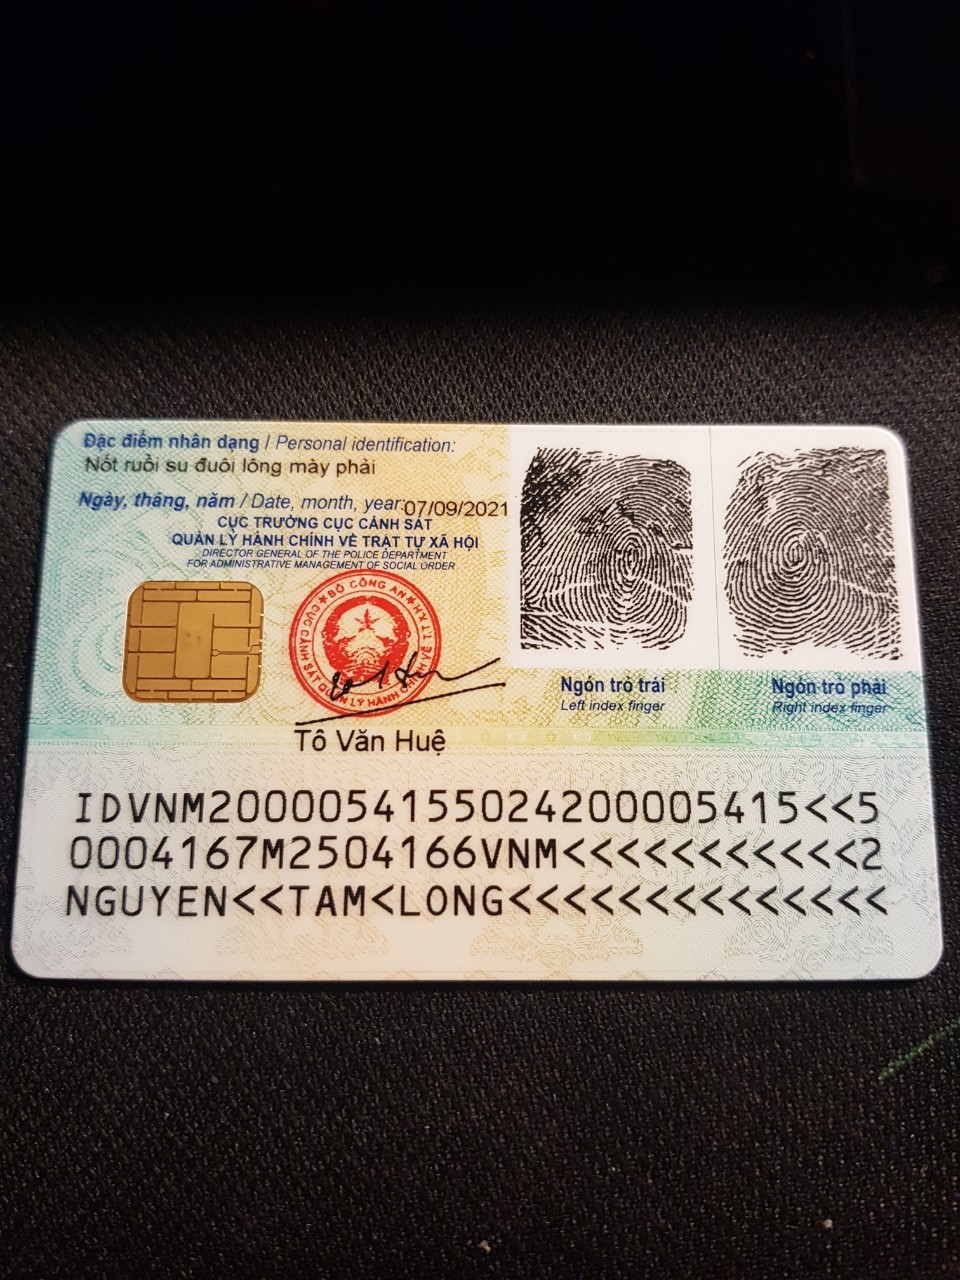 Đặc điểm nhân dạng / Personal identification:
Nốt ruồi su đuôi lông mày phải
Ngày, tháng, năm / Date, month, year: 07/09/2021
CỤC TRƯỞNG CỤC CẢNH SÁT
QUẢN LÝ HÀNH CHÍNH VỀ TRẬT TỰ XÃ HỘI
DIRECTOR GENERAL OF THE POLICE DEPARTMENT
FOR ADMINISTRATIVE MANAGEMENT OF SOCIAL ORDER
BỘ CÔNG AN
CỤC CẢNH SÁT QUẢN LÝ HÀNH CHÍNH VỀ TTXH
Tô Văn Huệ
Ngón trỏ trái
Left index finger
Ngón trỏ phải
Right index finger
IDVNM2000054155024200005415<<5
0004167M2504166VNM<<<<<<<<<<<2
NGUYEN<<TAM<LONG<<<<<<<<<<<<<<